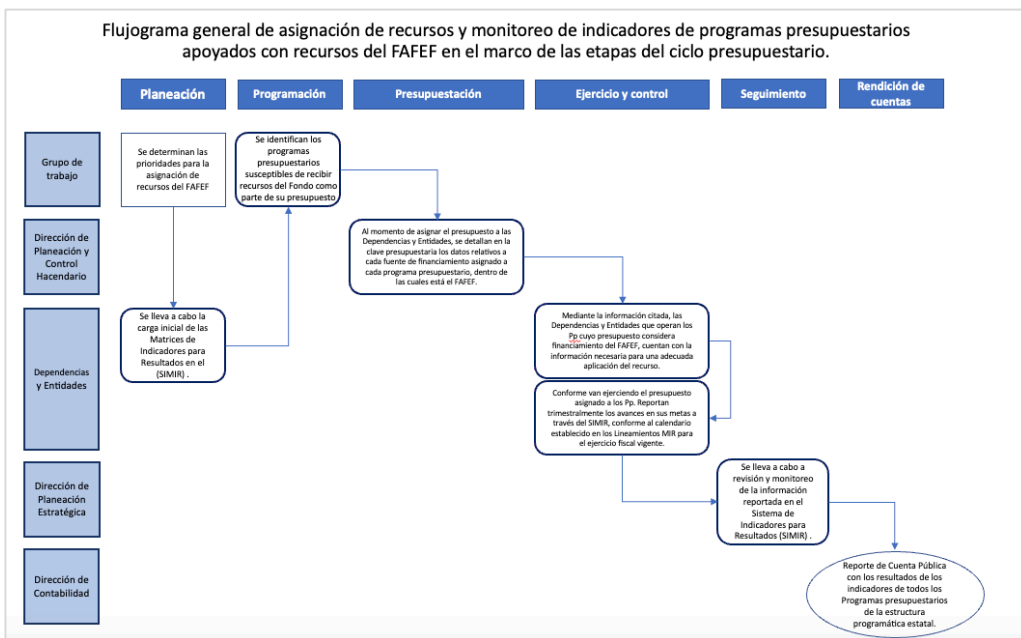 Flujograma general de asignación de recursos y monitoreo de indicadores de programas presupuestarios
apoyados con recursos del FAFEF en el marco de las etapas del ciclo presupuestario.
Planeación
Programación
Presupuestación
Ejercicio y control
Seguimiento
Rendición de
cuentas
Grupo de
trabajo
Se determinan las
prioridades para la
asignación de
recursos del FAFEF
Se identifican los
programas
presupuestarios
susceptibles de recibir
recursos del Fondo como
parte de su presupuesto
Dirección de
Planeación y
Control
Hacendario
Al momento de asignar el presupuesto a las
Dependencias y Entidades, se detallan en la
clave presupuestaria los datos relativos a
cada fuente de financiamiento asignado a
cada programa presupuestario, dentro de
las cuales está el FAFEF.
Dependencias
y Entidades
Se lleva a cabo la
carga inicial de las
Matrices de
Indicadores para
Resultados en el
(SIMIR) .
Mediante la información citada, las
Dependencias y Entidades que operan los
Pp cuyo presupuesto considera
financiamiento del FAFEF, cuentan con la
información necesaria para una adecuada
aplicación del recurso.
Conforme van ejerciendo el presupuesto
asignado a los Pp. Reportan
trimestralmente los avances en sus metas a
través del SIMIR, conforme al calendario
establecido en los Lineamientos MIR para
el ejercicio fiscal vigente.
Dirección de
Planeación
Estratégica
Se lleva a cabo a
revisión y monitoreo
de la información
reportada en el
Sistema de
Indicadores para
Resultados (SIMIR) .
Dirección de
Contabilidad
Reporte de Cuenta Pública
con los resultados de los
indicadores de todos los
Programas presupuestarios
de la estructura
programática estatal.